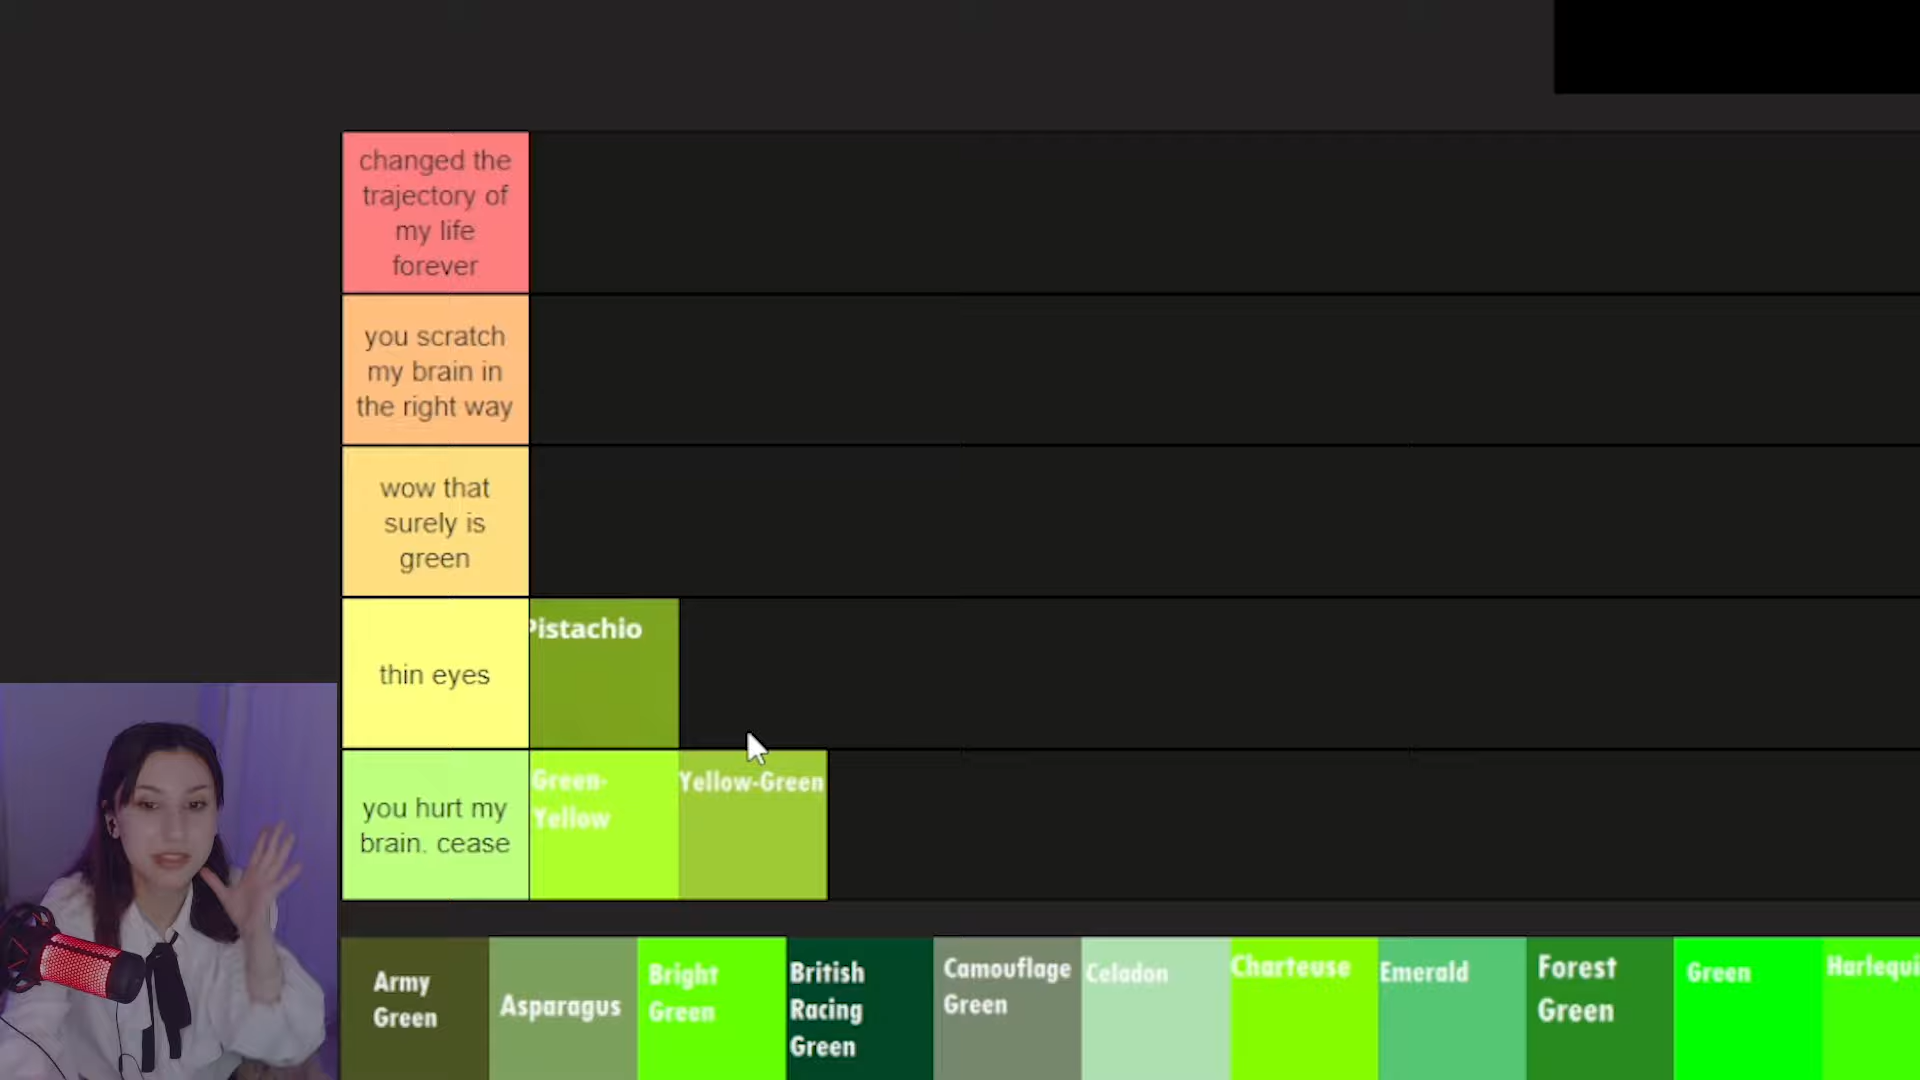 changed the
trajectory of
my life
forever
you scratch
my brain in
the right way
wow that
surely is
green
thin eyes
Pistachio
you hurt my
brain. cease
Green-
Yellow
Yellow-Green
Army
Green
Asparagus
Bright
Green
British
Racing
Green
Camouflage
Green
Celadon
Charteuse
Emerald
Forest
Green
Green
Harlequi